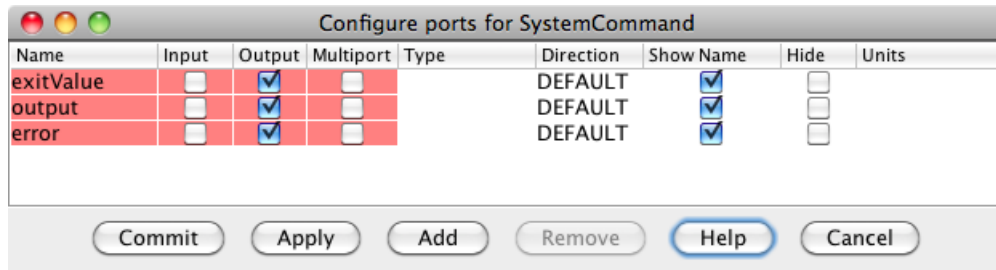 Configure ports for SystemCommand
Name Input Output Multiport Type Direction Show Name Hide Units
exitValue DEFAULT
output DEFAULT
error DEFAULT
Commit Apply Add Remove Help Cancel